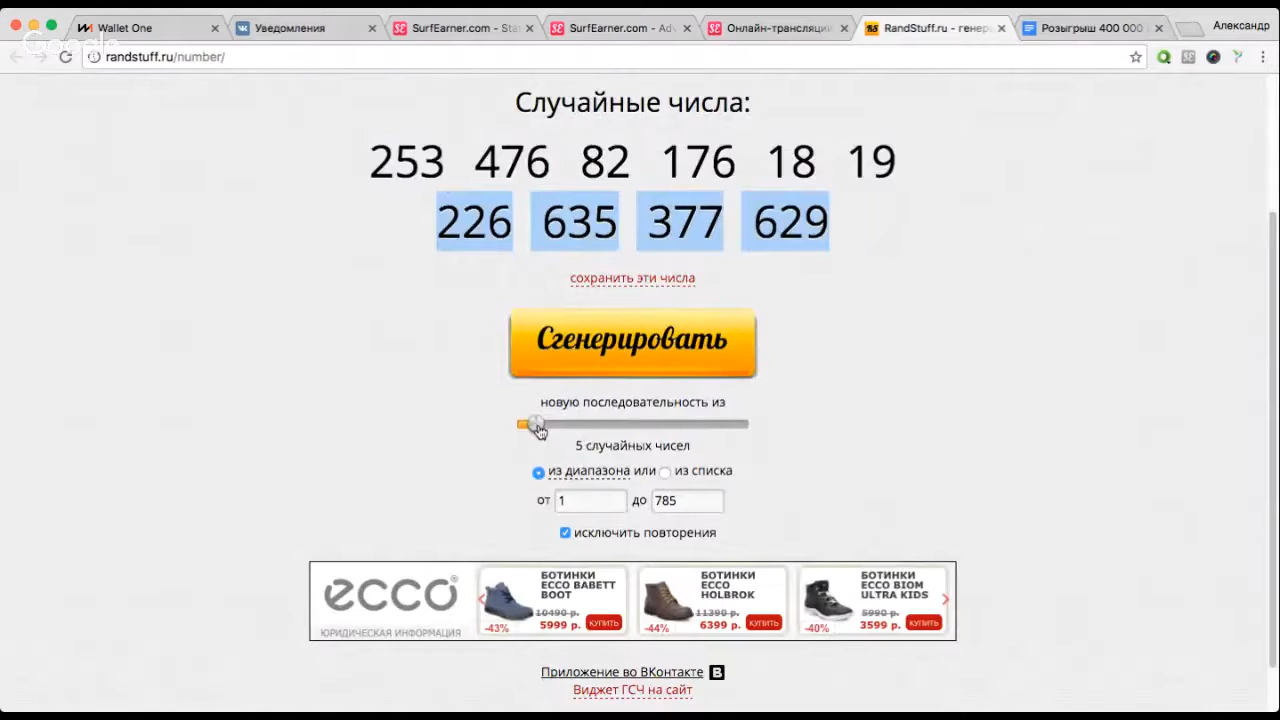 Wallet One
Уведомления
SurfEarner.com - Sta
SurfEarner.com - Adv
Онлайн-трансляции
RandStuff.ru - генер
Розыгрыш 400 000
Александр
Google
randstuff.ru/number/
Случайные числа:
253 476 82 176 18 19
226 635 377 629
сохранить эти числа
Сгенерировать
новую последовательность из
5 случайных чисел
из диапазона или из списка
от 1 до 785
исключить повторения
ecco
ЮРИДИЧЕСКАЯ ИНФОРМАЦИЯ
БОТИНКИ
ECCO BABETT
BOOT
10490 р.
-43% 5999 р. КУПИТЬ
БОТИНКИ
ECCO
HOLBROK
11390 р.
-44% 6399 р. КУПИТЬ
БОТИНКИ
ECCO BIOM
ULTRA KIDS
5990 р.
-40% 3599 р. КУПИТЬ
Приложение во ВКонтакте В
Виджет ГСЧ на сайт